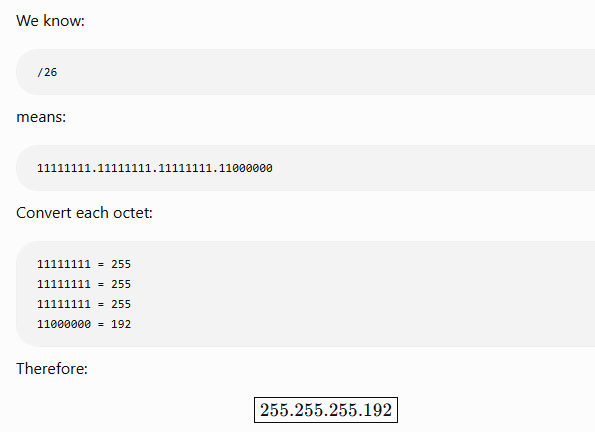 We know:
/26
means:
11111111.11111111.11111111.11000000
Convert each octet:
11111111 = 255
11111111 = 255
11111111 = 255
11000000 = 192
Therefore:
255.255.255.192